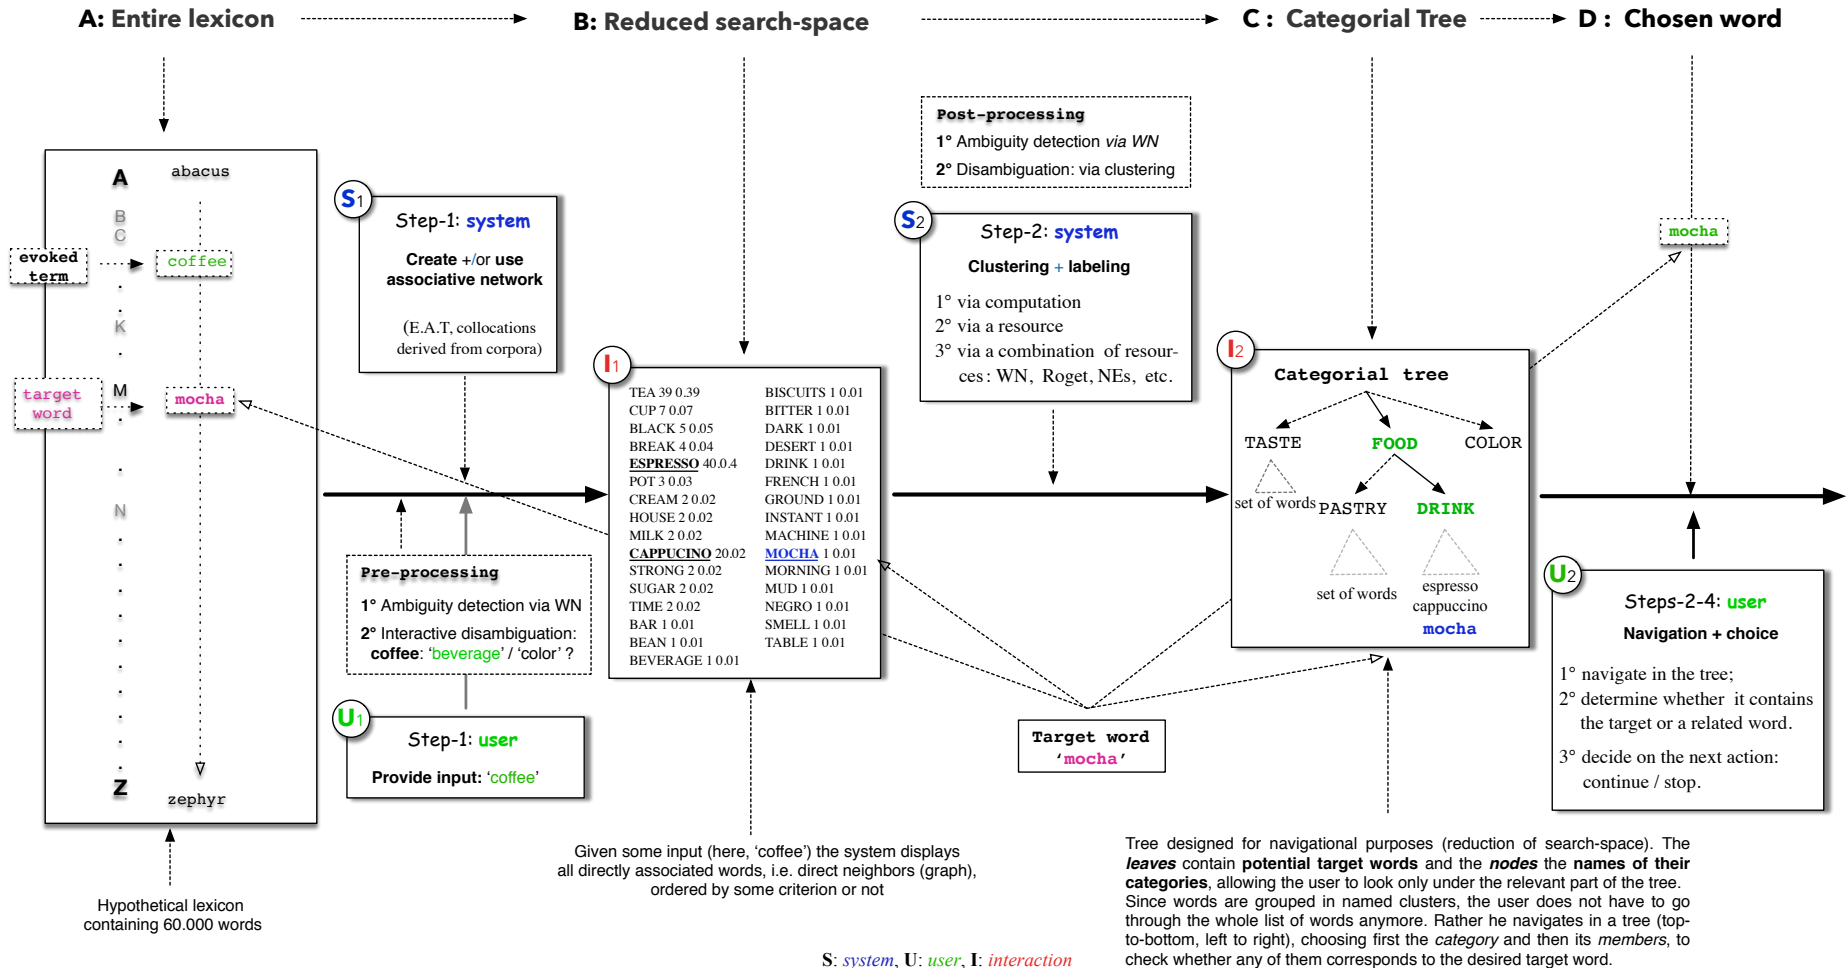 A: Entire lexicon
B: Reduced search-space
C : Categorial Tree
D : Chosen word
A
abacus
B
C
evoked
term
coffee
K
target
word
M
mocha
N
Z
zephyr
Hypothetical lexicon
containing 60.000 words
S1
Step-1: system
Create +/or use
associative network
(E.A.T, collocations
derived from corpora)
Pre-processing
1° Ambiguity detection via WN
2° Interactive disambiguation:
coffee: ‘beverage’ / ‘color’ ?
U1
Step-1: user
Provide input: ‘coffee’
I1
TEA 39 0.39
CUP 7 0.07
BLACK 5 0.05
BREAK 4 0.04
ESPRESSO 40.0.4
POT 3 0.03
CREAM 2 0.02
HOUSE 2 0.02
MILK 2 0.02
CAPPUCINO 20.02
STRONG 2 0.02
SUGAR 2 0.02
TIME 2 0.02
BAR 1 0.01
BEAN 1 0.01
BEVERAGE 1 0.01
BISCUITS 1 0.01
BITTER 1 0.01
DARK 1 0.01
DESERT 1 0.01
DRINK 1 0.01
FRENCH 1 0.01
GROUND 1 0.01
INSTANT 1 0.01
MACHINE 1 0.01
MOCHA 1 0.01
MORNING 1 0.01
MUD 1 0.01
NEGRO 1 0.01
SMELL 1 0.01
TABLE 1 0.01
Given some input (here, ‘coffee’) the system displays
all directly associated words, i.e. direct neighbors (graph),
ordered by some criterion or not
Post-processing
1° Ambiguity detection via WN
2° Disambiguation: via clustering
S2
Step-2: system
Clustering + labeling
1° via computation
2° via a resource
3° via a combination of resour-
ces: WN, Roget, NEs, etc.
Target word
‘mocha’
I2
Categorial tree
TASTE
FOOD
COLOR
set of words
PASTRY
DRINK
set of words
espresso
cappuccino
mocha
Tree designed for navigational purposes (reduction of search-space). The
leaves contain potential target words and the nodes the names of their
categories, allowing the user to look only under the relevant part of the tree.
Since words are grouped in named clusters, the user does not have to go
through the whole list of words anymore. Rather he navigates in a tree (top-
to-bottom, left to right), choosing first the category and then its members, to
check whether any of them corresponds to the desired target word.
mocha
U2
Steps-2-4: user
Navigation + choice
1° navigate in the tree;
2° determine whether it contains
the target or a related word.
3° decide on the next action:
continue / stop.
S: system, U: user, I: interaction